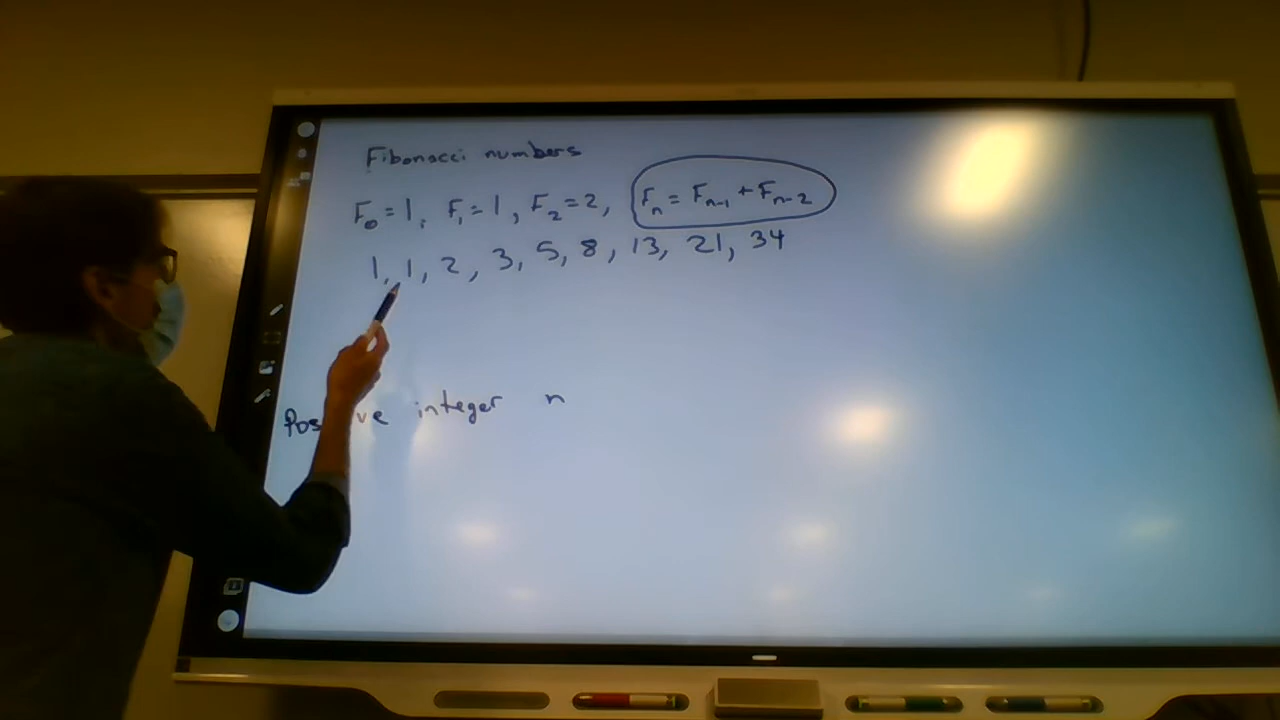 Fibonacci numbers
F₀ = 1, F₁ = 1, F₂ = 2, Fₙ = Fₙ₋₁ + Fₙ₋₂
1, 1, 2, 3, 5, 8, 13, 21, 34
integer n